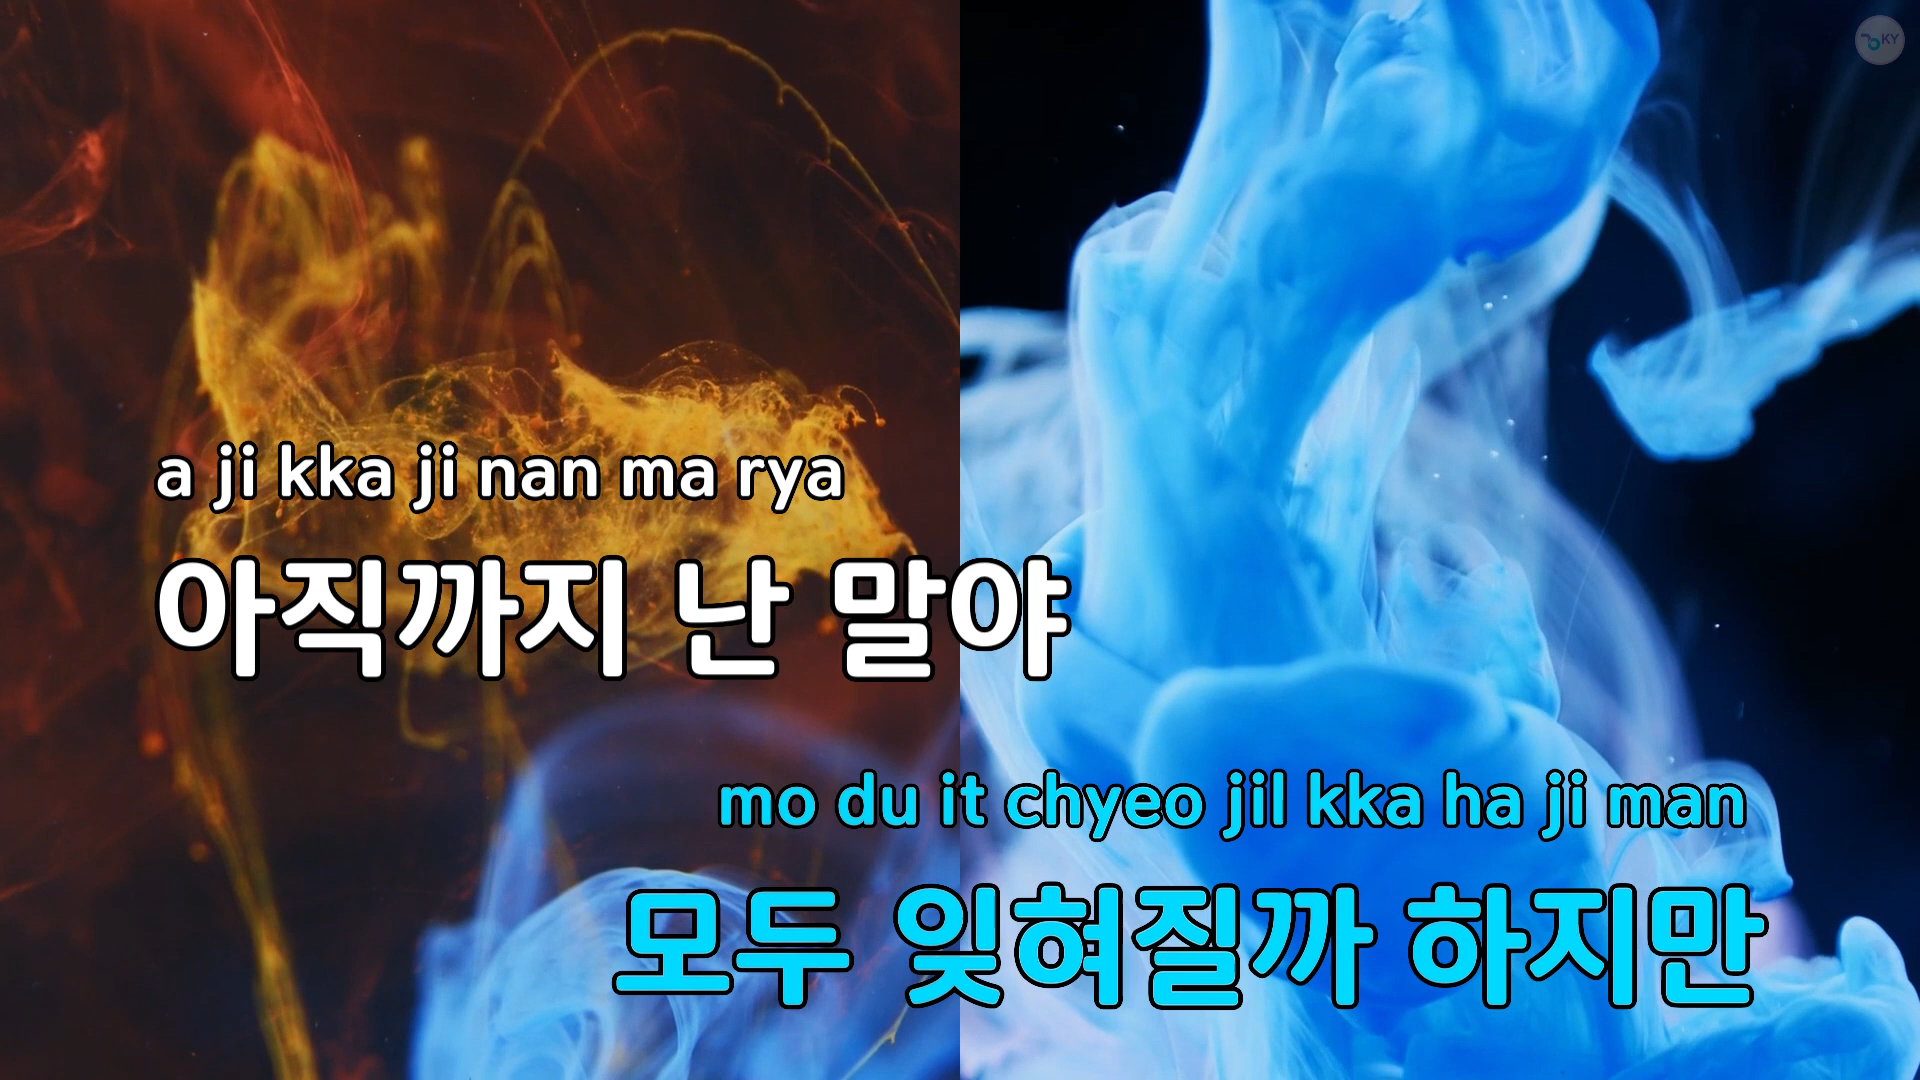 KY
a ji kka ji nan ma rya
아직까지 난 말야
mo du it chyeo jil kka ha ji man
모두 잊혀질까 하지만